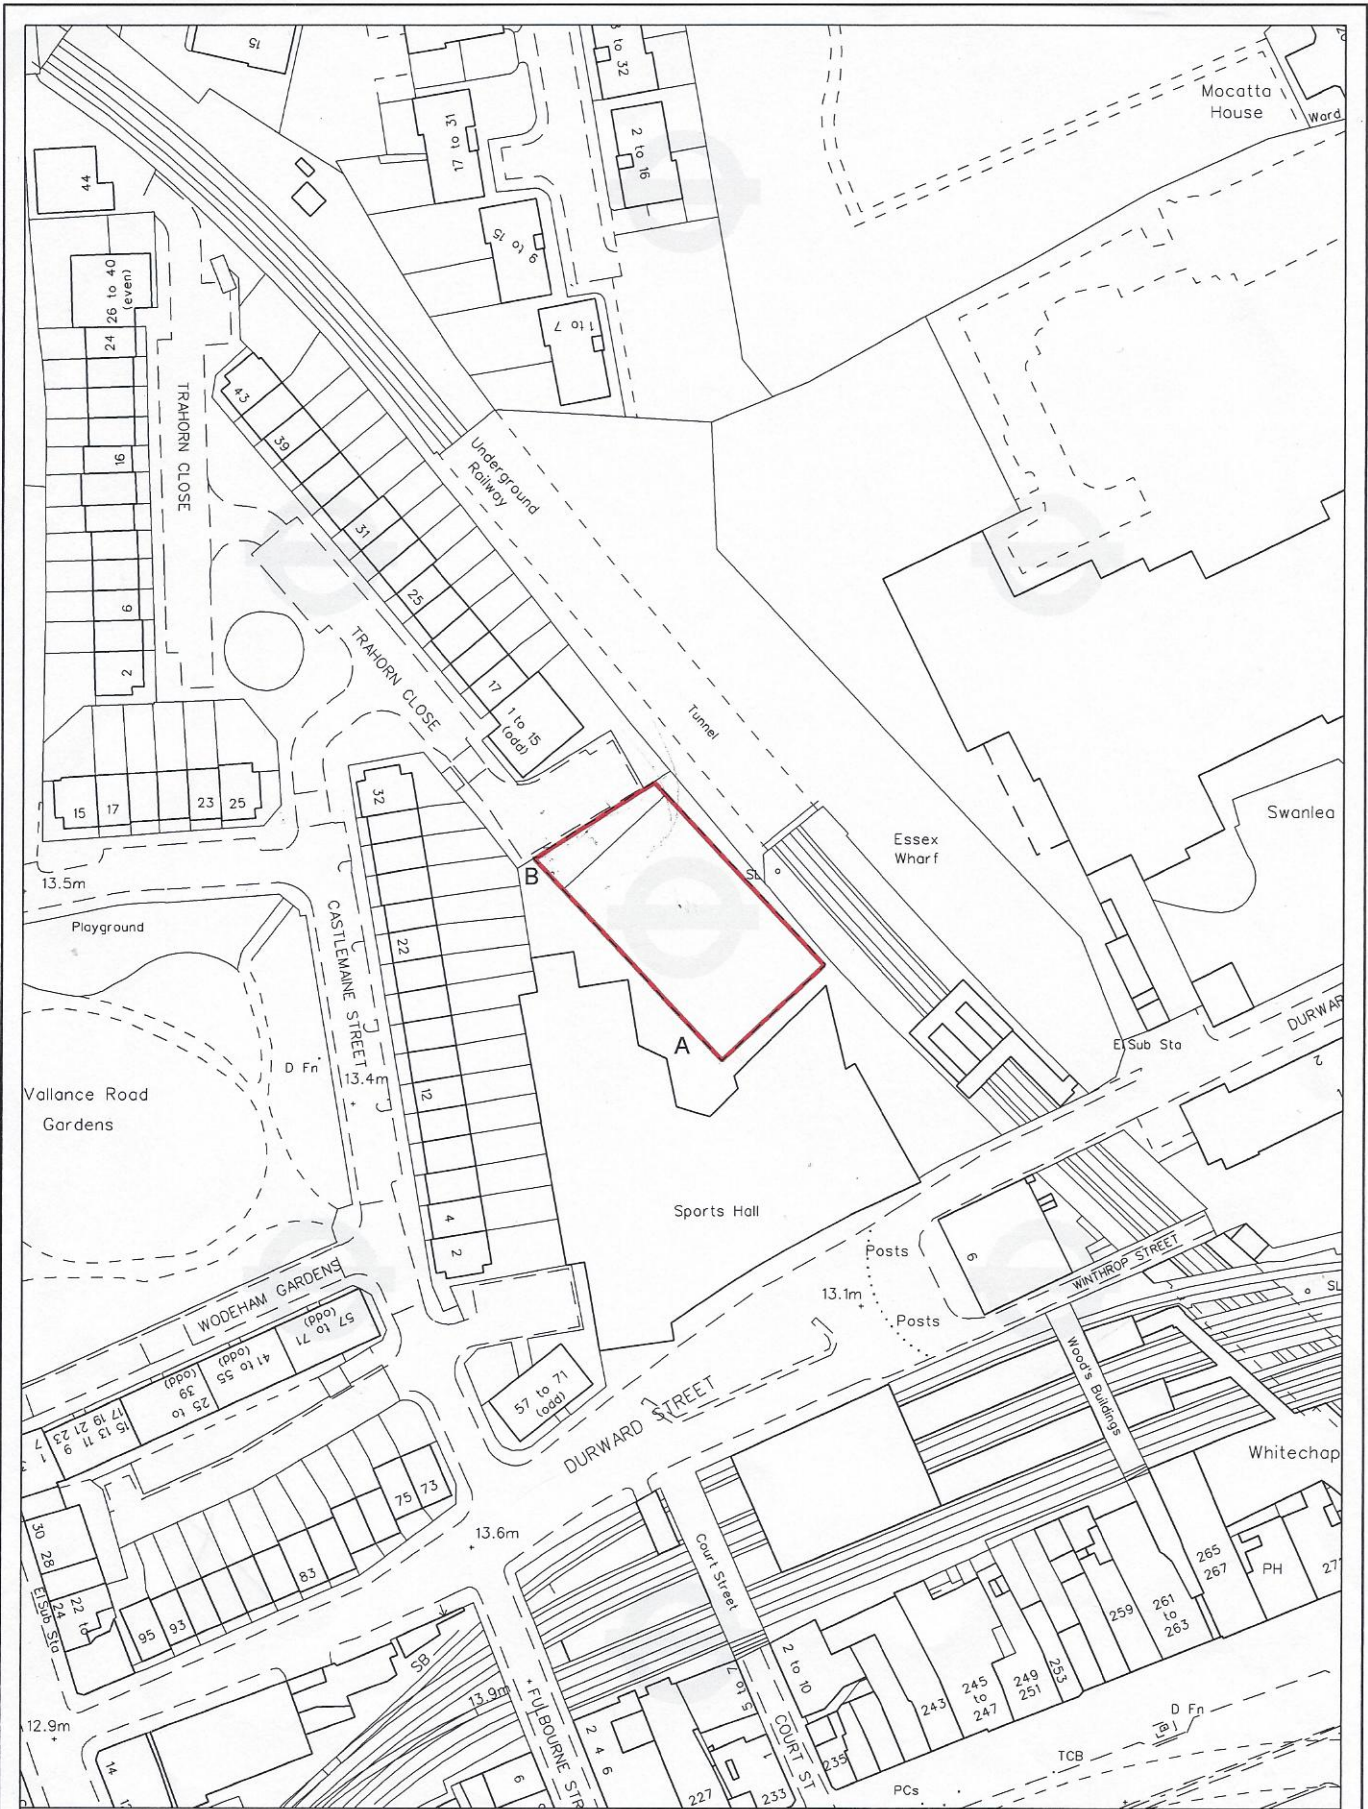 15
31 to 17
to 32
2 to 16
Mocatta
House
Ward
44
9 to 15
26 to 40
(even)
24
1 to 7
TRAHORN CLOSE
43
39
16
Underground
Railway
31
25
6
TRAHORN CLOSE
2
17
1 to 15
(odd)
Tunnel
15
17
23
25
32
Essex
Wharf
Swanlea
B
SL
13.5m
Playground
CASTLEMAINE STREET
22
A
DURWAR
El Sub Sta
D Fn
13.4m
12
2
Vallance Road
Gardens
Sports Hall
4
2
Posts
6
WINTHROP STREET
13.1m
Posts
SL
WODEHAM GARDENS
57 to 71
(odd)
41 to 55
(odd)
25 to
39
15 13 11 9
17 19 21 23
7
1
57 to 71
(odd)
DURWARD STREET
Wood's Buildings
Whitechap
75
73
30
28
13.6m
Court Street
83
265
267
PH
27
El Sub Sta
24
22 to
95
93
259
261
to
263
SB
2 to 10
5 to 7
243
245
to
247
249
251
253
13.9m
FULBOURNE STR
12.9m
D Fn
TCB
14
2
4
6
COURT ST
235
6
227
1
233
PCs